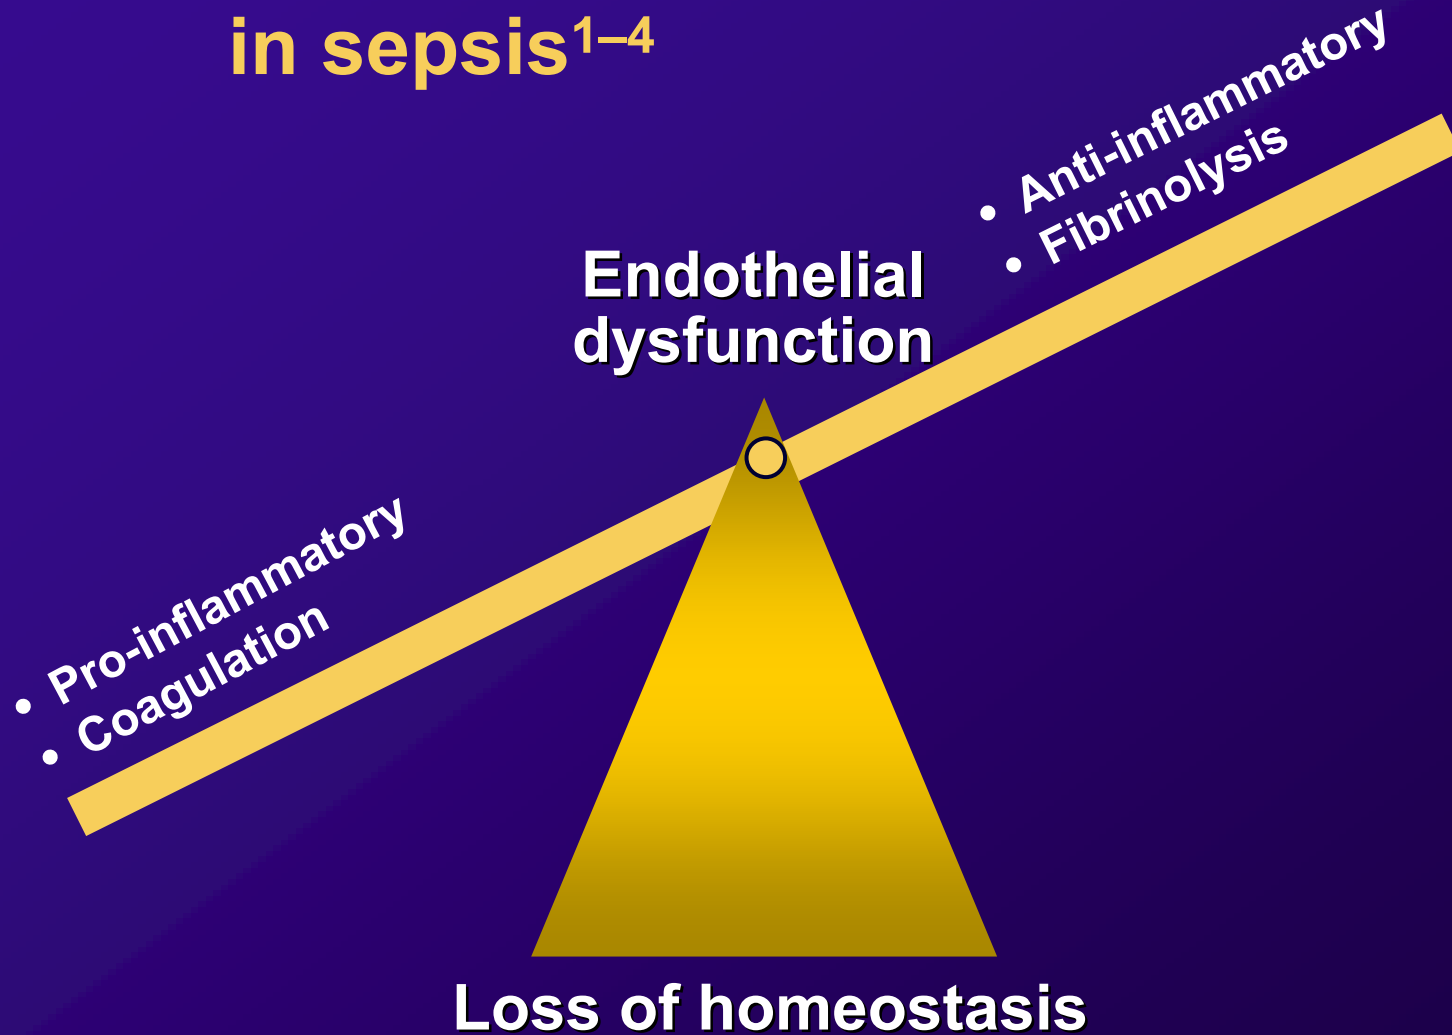 in sepsis¹⁻⁴
• Anti-inflammatory
• Fibrinolysis
Endothelial
dysfunction
• Pro-inflammatory
• Coagulation
Loss of homeostasis